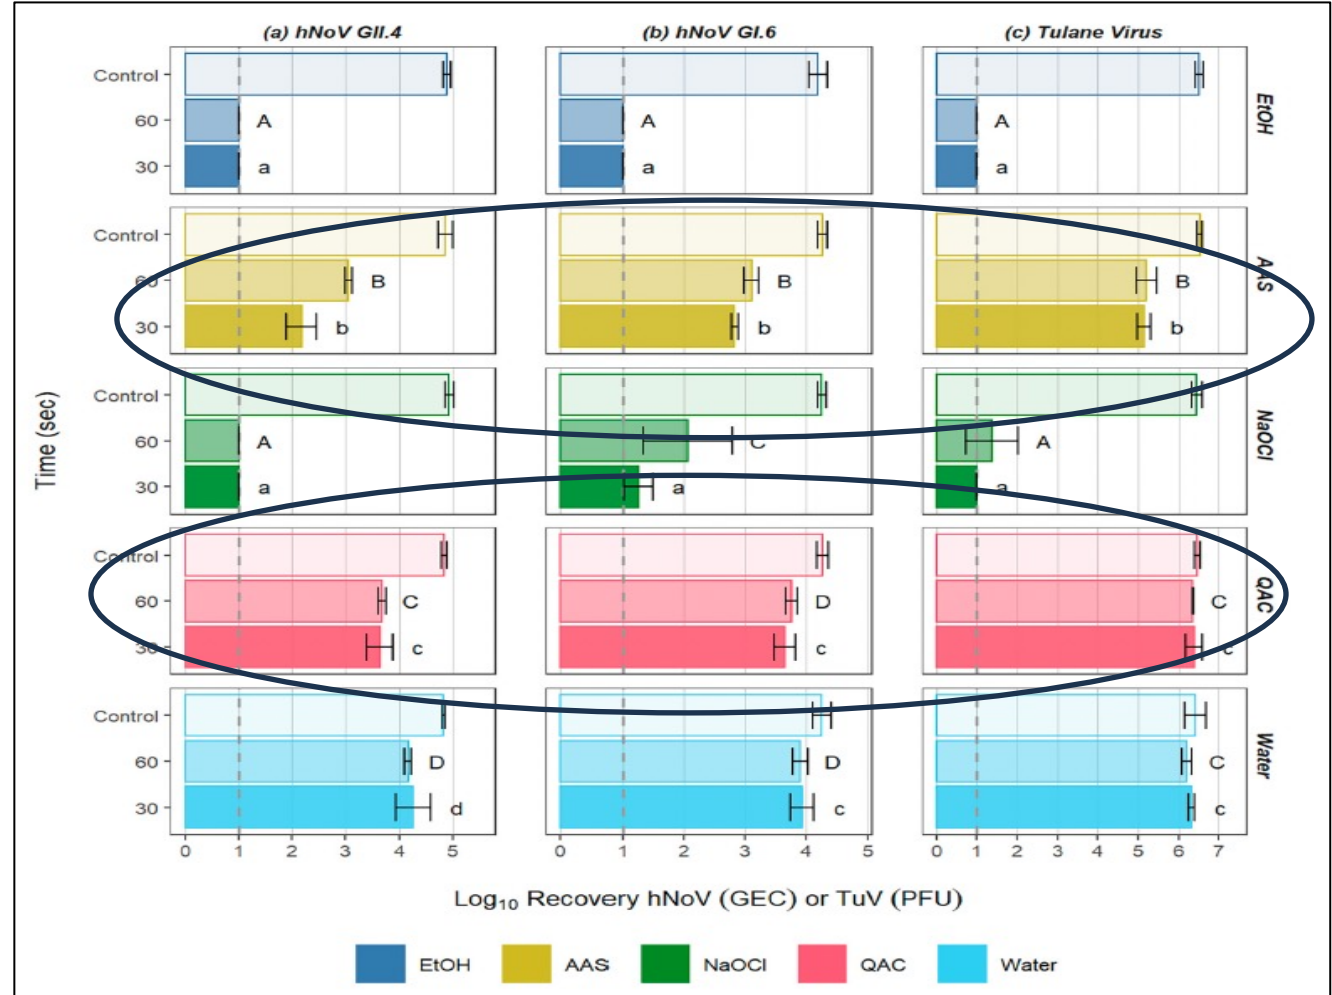 (a) hNoV GII.4 (b) hNoV GI.6 (c) Tulane Virus
Control
60 A A A
30 a a a
EtOH
Control
60 B B B
30 b b b
AAS
Control
60 A C A
30 a a a
NaOCl
Control
60 C D C
30 c c c
QAC
Control
60 D D C
30 d c c
Water
0 1 2 3 4 5 0 1 2 3 4 5 0 1 2 3 4 5 6 7
Time (sec)
Log₁₀ Recovery hNoV (GEC) or TuV (PFU)
EtOH AAS NaOCl QAC Water